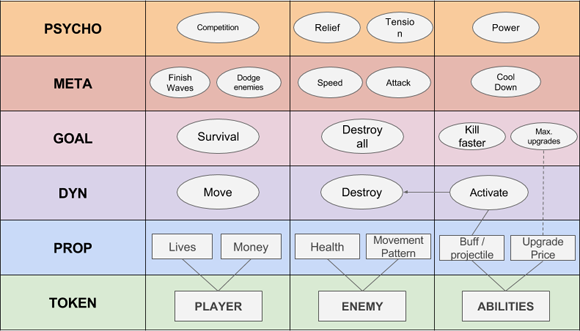 PSYCHO
Competition
Relief
Tensio
n
Power
META
Finish
Waves
Dodge
enemies
Speed
Attack
Cool
Down
GOAL
Survival
Destroy
all
Kill
faster
Max.
upgrades
DYN
Move
Destroy
Activate
PROP
Lives
Money
Health
Movement
Pattern
Buff /
projectile
Upgrade
Price
TOKEN
PLAYER
ENEMY
ABILITIES